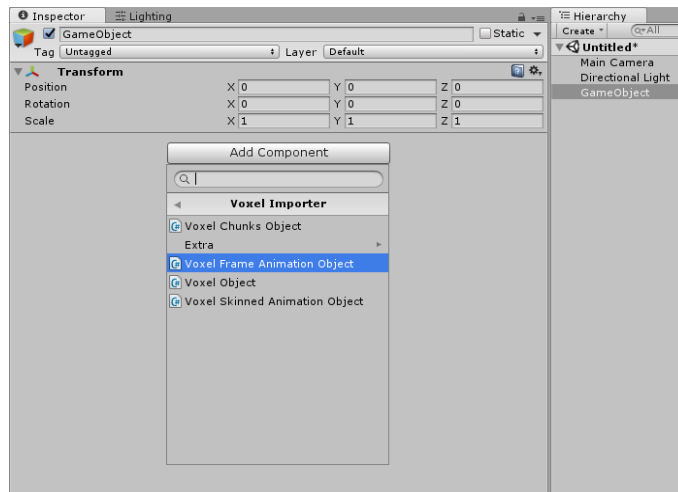 Inspector Lighting
GameObject Static
Tag Untagged Layer Default
Transform
Position X 0 Y 0 Z 0
Rotation X 0 Y 0 Z 0
Scale X 1 Y 1 Z 1
Add Component
Voxel Importer
Voxel Chunks Object
Extra
Voxel Frame Animation Object
Voxel Object
Voxel Skinned Animation Object
Hierarchy
Create All
Untitled*
Main Camera
Directional Light
GameObject